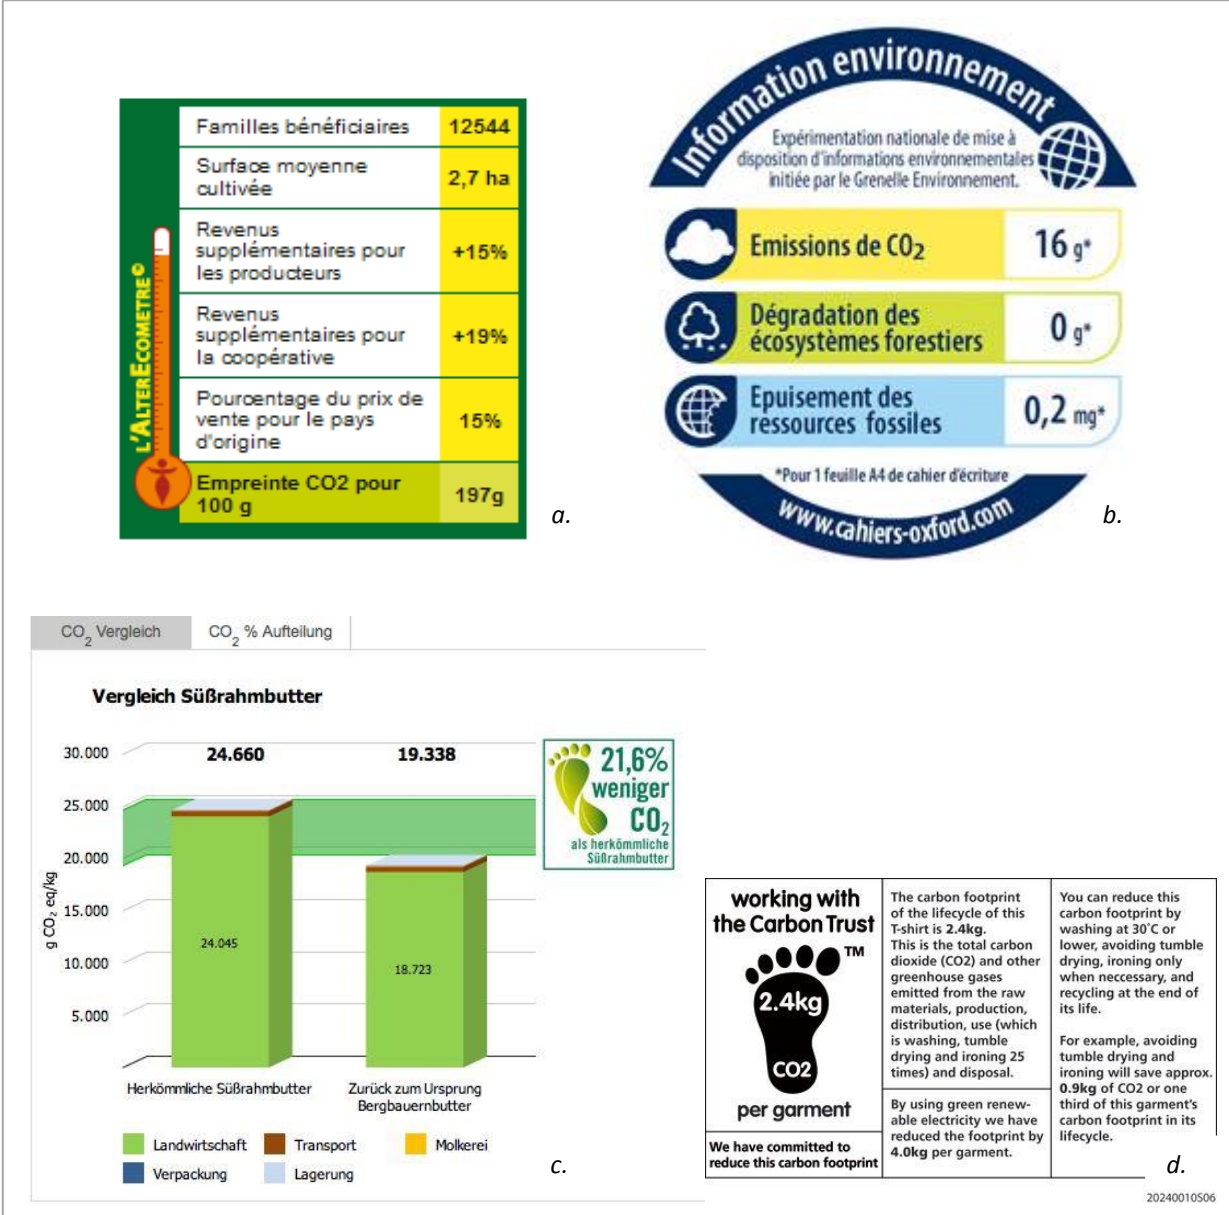 Familles bénéficiaires 12544
Surface moyenne
cultivée
2,7 ha
Revenus
supplémentaires pour
les producteurs
+15%
Revenus
supplémentaires pour
la coopérative
+19%
Pourcentage du prix de
vente pour le pays
d'origine
15%
Empreinte CO2 pour
100 g
197g
L'ALTERECOMETRE©
a.
Information environnement
Expérimentation nationale de mise à
disposition d'informations environnementales
initiée par le Grenelle Environnement.
Emissions de CO2 16 g*
Dégradation des
écosystèmes forestiers
0 g*
Epuisement des
ressources fossiles
0,2 mg*
*Pour 1 feuille A4 de cahier d'écriture
www.cahiers-oxford.com
b.
CO2 Vergleich CO2 % Aufteilung
Vergleich Süßrahmbutter
30.000
25.000
20.000
15.000
10.000
5.000
g CO2 eq/kg
24.660 19.338
24.045
18.723
Herkömmliche Süßrahmbutter
Zurück zum Ursprung
Bergbauernbutter
Landwirtschaft Transport Molkerei
Verpackung Lagerung
21,6%
weniger
CO2
als herkömmliche
Süßrahmbutter
c.
working with
the Carbon Trust
TM
2.4kg
CO2
per garment
We have committed to
reduce this carbon footprint
The carbon footprint
of the lifecycle of this
T-shirt is 2.4kg.
This is the total carbon
dioxide (CO2) and other
greenhouse gases
emitted from the raw
materials, production,
distribution, use (which
is washing, tumble
drying and ironing 25
times) and disposal.
By using green renew-
able electricity we have
reduced the footprint by
4.0kg per garment.
You can reduce this
carbon footprint by
washing at 30°C or
lower, avoiding tumble
drying, ironing only
when neccessary, and
recycling at the end of
its life.
For example, avoiding
tumble drying and
ironing will save approx.
0.9kg of CO2 or one
third of this garment's
carbon footprint in its
lifecycle.
d.
20240010S06